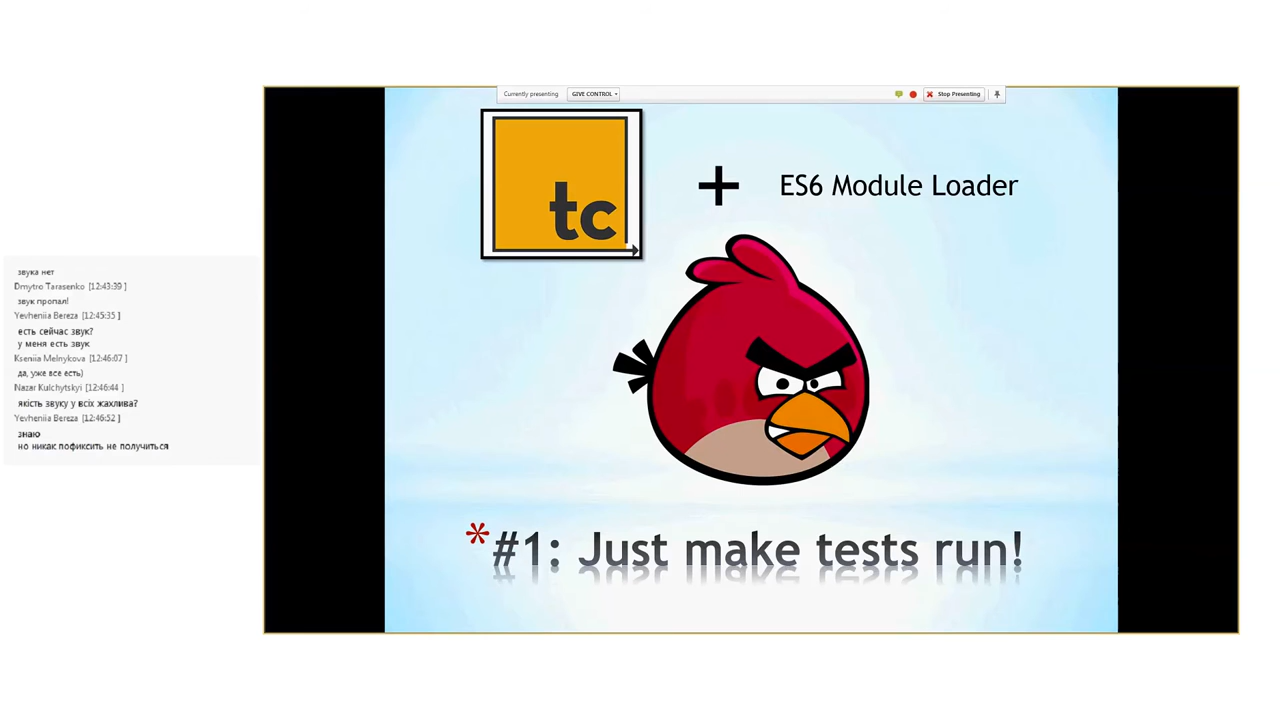 звука нет
Dmytro Tarasenko [12:43:39 ]
звук пропал!
Yevheniia Bereza [12:45:35 ]
есть сейчас звук?
у меня есть звук
Kseniia Melnykova [12:46:07 ]
да, уже все есть)
Nazar Kulchytskyi [12:46:44 ]
якість звуку у всіх жахлива?
Yevheniia Bereza [12:46:52 ]
знаю
но никак пофиксить не получиться
Currently presenting GIVE CONTROL Stop Presenting
tc
+ ES6 Module Loader
*#1: Just make tests run!